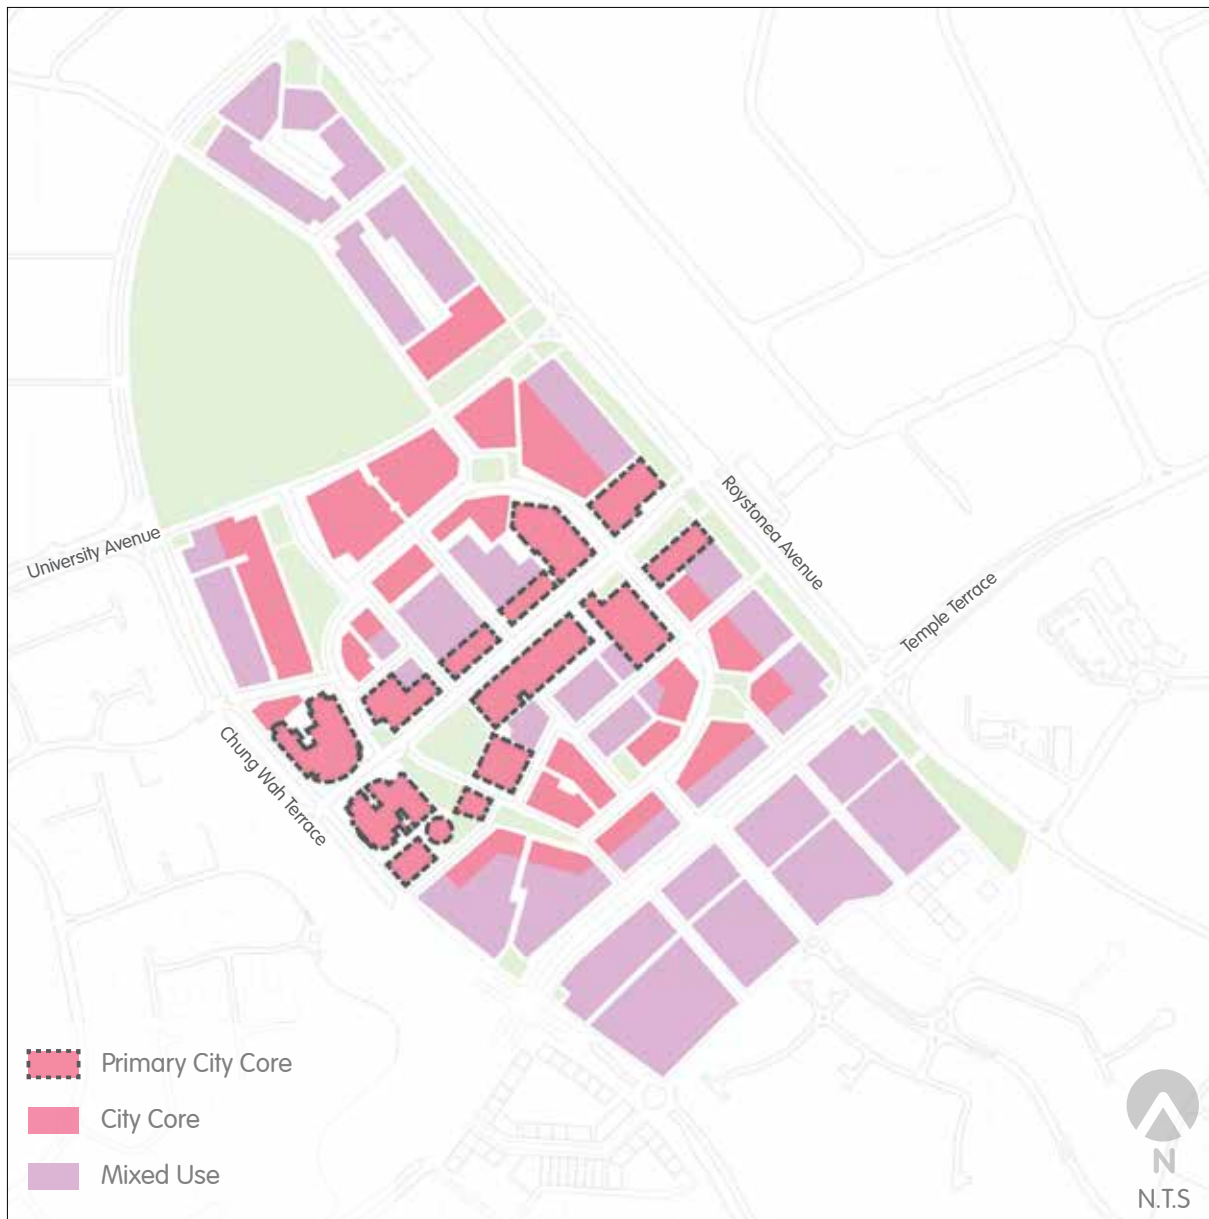 University Avenue
Roystonea Avenue
Temple Terrace
Chung Wah Terrace
Primary City Core
City Core
Mixed Use
N
N.T.S